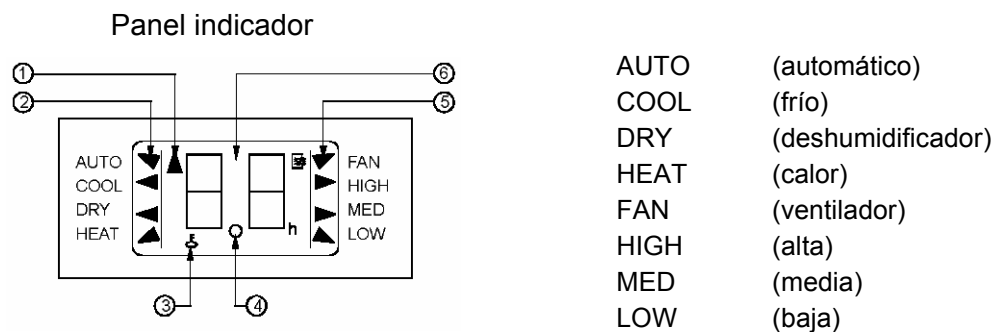 Panel indicador
1
6
2
5
AUTO
COOL
DRY
HEAT
FAN
HIGH
MED
LOW
h
3
4
AUTO (automático)
COOL (frío)
DRY (deshumidificador)
HEAT (calor)
FAN (ventilador)
HIGH (alta)
MED (media)
LOW (baja)